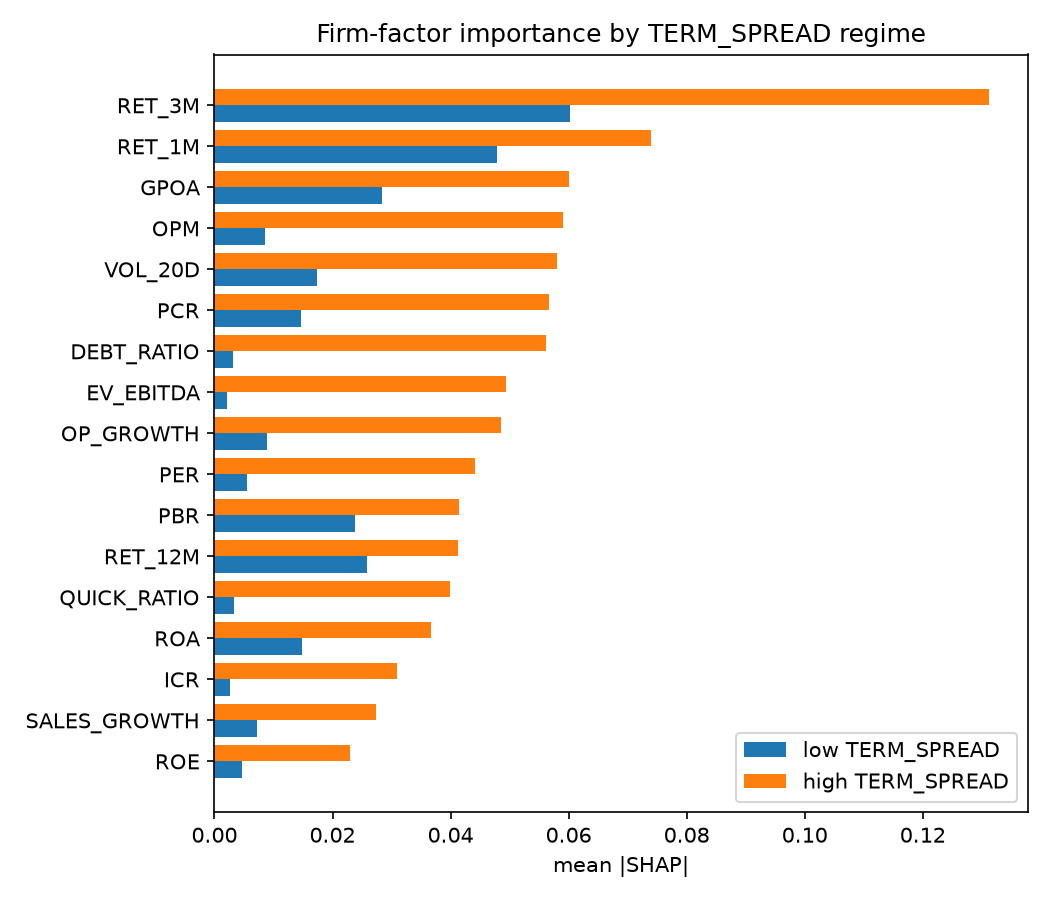 Firm-factor importance by TERM_SPREAD regime
RET_3M
RET_1M
GPOA
OPM
VOL_20D
PCR
DEBT_RATIO
EV_EBITDA
OP_GROWTH
PER
PBR
RET_12M
QUICK_RATIO
ROA
ICR
SALES_GROWTH
ROE
low TERM_SPREAD
high TERM_SPREAD
0.00 0.02 0.04 0.06 0.08 0.10 0.12
mean |SHAP|